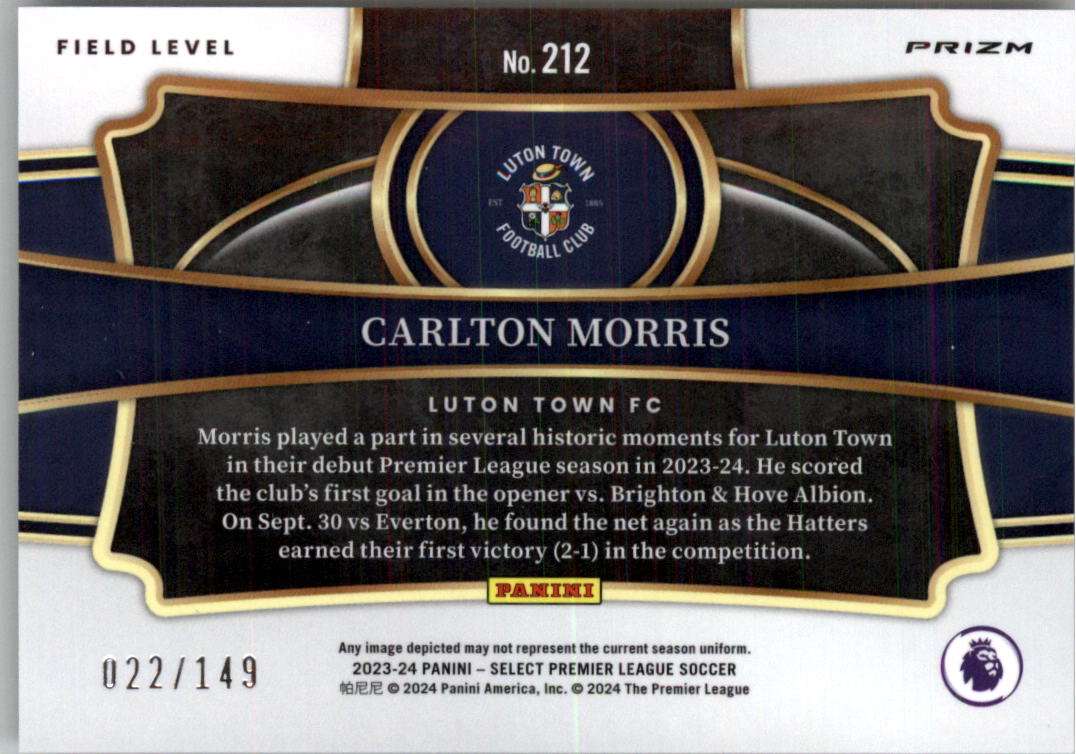 FIELD LEVEL
No. 212
PRIZM
LUTON TOWN
EST 1885
FOOTBALL CLUB
CARLTON MORRIS
LUTON TOWN FC
Morris played a part in several historic moments for Luton Town
in their debut Premier League season in 2023-24. He scored
the club's first goal in the opener vs. Brighton & Hove Albion.
On Sept. 30 vs Everton, he found the net again as the Hatters
earned their first victory (2-1) in the competition.
PANINI
Any image depicted may not represent the current season uniform.
022/149
2023-24 PANINI – SELECT PREMIER LEAGUE SOCCER
帕尼尼 © 2024 Panini America, Inc. © 2024 The Premier League